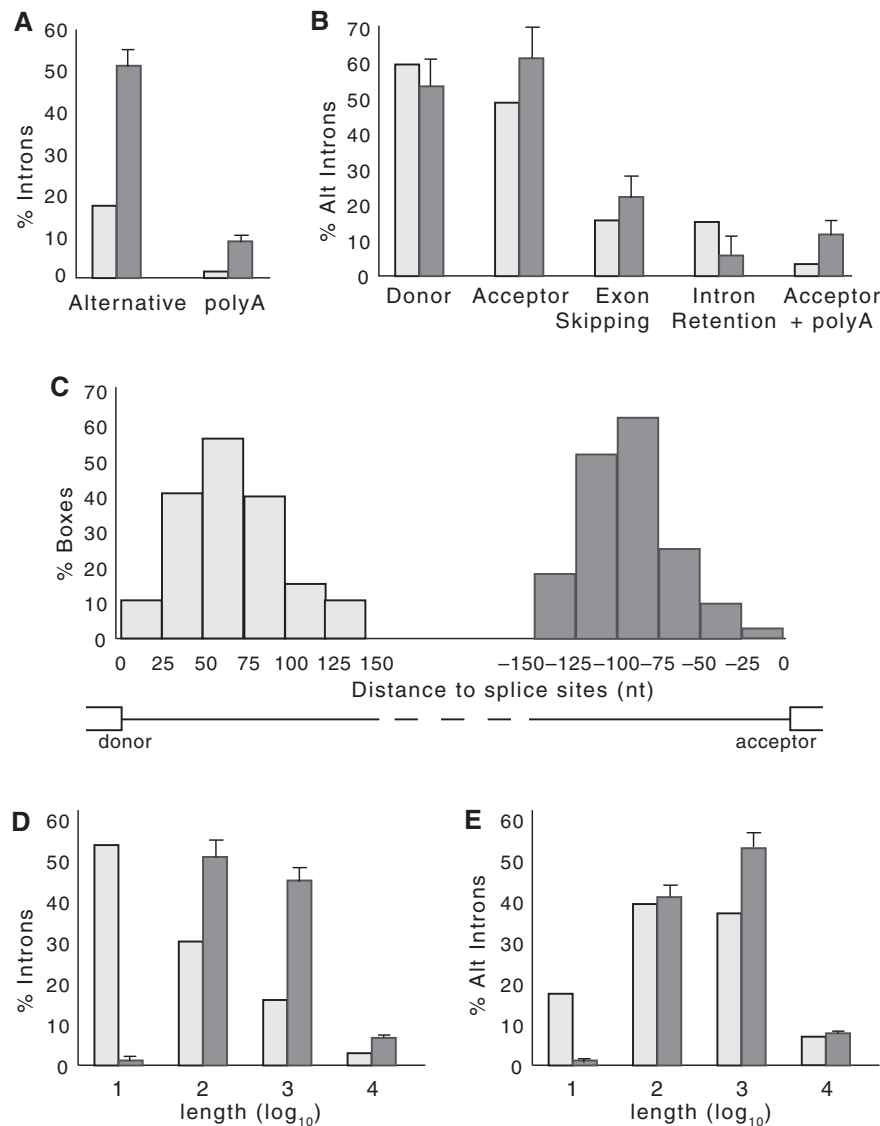 A
% Introns
60
50
40
30
20
10
0
Alternative polyA
B
% Alt Introns
70
60
50
40
30
20
10
0
Donor Acceptor Exon Skipping Intron Retention Acceptor + polyA
C
% Boxes
70
60
50
40
30
20
10
0
0 25 50 75 100 125 150 −150 −125 −100 −75 −50 −25 0
Distance to splice sites (nt)
donor acceptor
D
% Introns
60
50
40
30
20
10
0
1 2 3 4
length (log10)
E
% Alt Introns
60
50
40
30
20
10
0
1 2 3 4
length (log10)